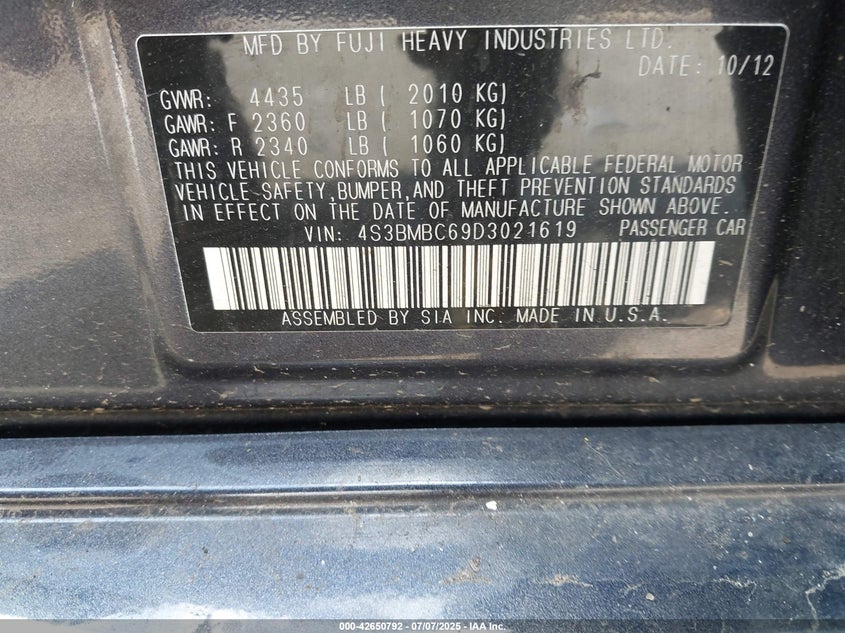 MFD BY FUJI HEAVY INDUSTRIES LTD.
DATE: 10/12
GVWR: 4435 LB ( 2010 KG)
GAWR: F 2360 LB ( 1070 KG)
GAWR: R 2340 LB ( 1060 KG)
THIS VEHICLE CONFORMS TO ALL APPLICABLE FEDERAL MOTOR
VEHICLE SAFETY,BUMPER,AND THEFT PREVENTION STANDARDS
IN EFFECT ON THE DATE OF MANUFACTURE SHOWN ABOVE.
VIN: 4S3BMBC69D3021619 PASSENGER CAR
ASSEMBLED BY SIA INC. MADE IN U.S.A.
000-42650792 - 07/07/2025 - IAA Inc.